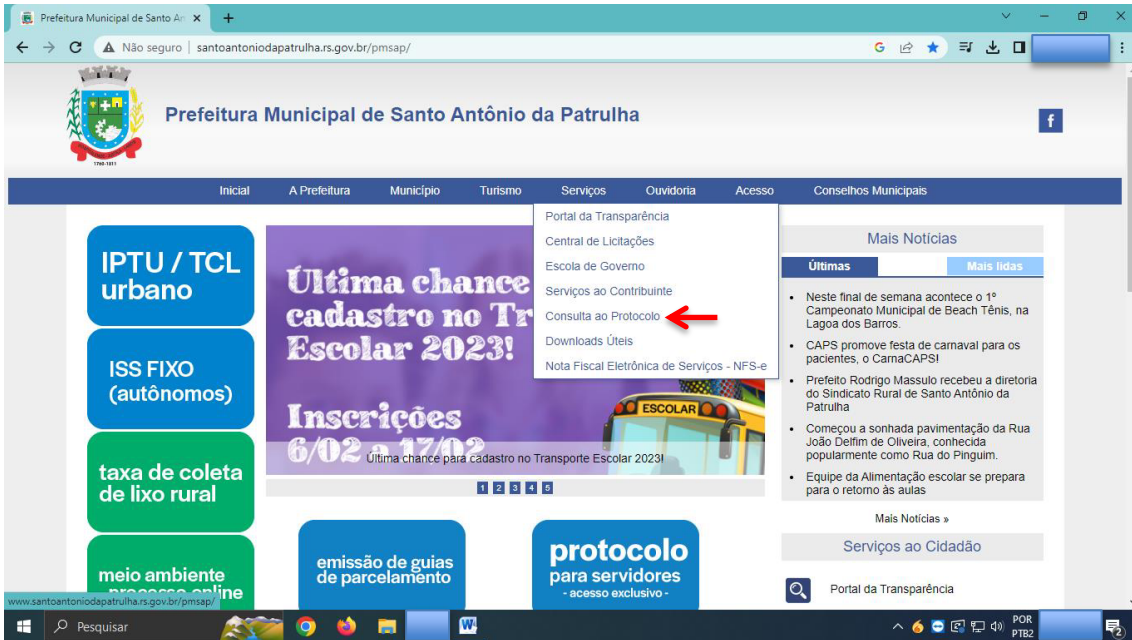 Prefeitura Municipal de Santo An
Não seguro
santoantoniodapatrulha.rs.gov.br/pmsap/
1760-1811
Prefeitura Municipal de Santo Antônio da Patrulha
f
Inicial
A Prefeitura
Município
Turismo
Serviços
Ouvidoria
Acesso
Conselhos Municipais
Portal da Transparência
Central de Licitações
Escola de Governo
Serviços ao Contribuinte
Consulta ao Protocolo
Downloads Úteis
Nota Fiscal Eletrônica de Serviços - NFS-e
IPTU / TCL
urbano
ISS FIXO
(autônomos)
taxa de coleta
de lixo rural
meio ambiente
processo online
Última chance
cadastro no Tr
Escolar 2023!
Inscrições
6/02 a 17/02
ESCOLAR
Última chance para cadastro no Transporte Escolar 2023!
1 2 3 4 5
emissão de guias
de parcelamento
protocolo
para servidores
- acesso exclusivo -
Mais Notícias
Últimas
Mais lidas
Neste final de semana acontece o 1º
Campeonato Municipal de Beach Tênis, na
Lagoa dos Barros.
CAPS promove festa de carnaval para os
pacientes, o CarnaCAPS!
Prefeito Rodrigo Massulo recebeu a diretoria
do Sindicato Rural de Santo Antônio da
Patrulha
Começou a sonhada pavimentação da Rua
João Delfim de Oliveira, conhecida
popularmente como Rua do Pinguim.
Equipe da Alimentação escolar se prepara
para o retorno às aulas
Mais Notícias »
Serviços ao Cidadão
Portal da Transparência
www.santoantoniodapatrulha.rs.gov.br/pmsap/
Pesquisar
POR
PTB2
2